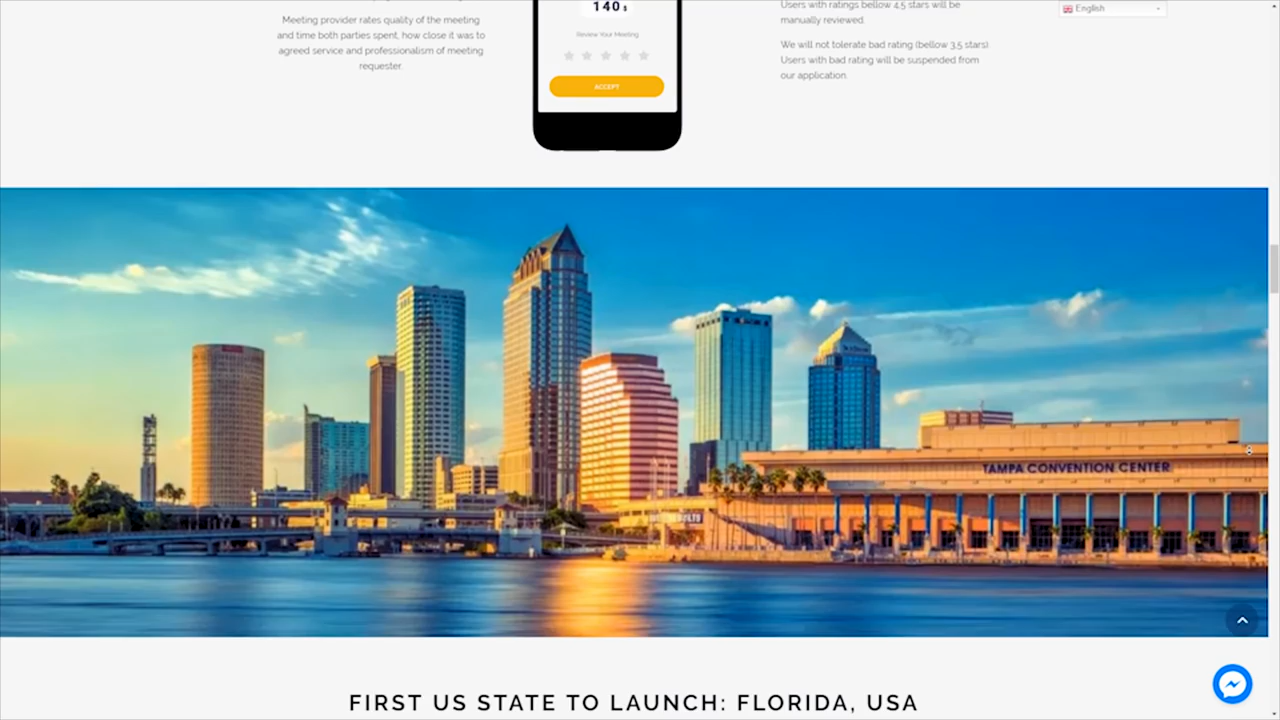 Meeting provider rates quality of the meeting
and time both parties spent, how close it was to
agreed service and professionalism of meeting
requester.
140 $
Review Your Meeting
ACCEPT
Users with ratings bellow 4,5 stars will be
manually reviewed.
We will not tolerate bad rating (bellow 3,5 stars).
Users with bad rating will be suspended from
our application.
English
TAMPA CONVENTION CENTER
FIRST US STATE TO LAUNCH: FLORIDA, USA